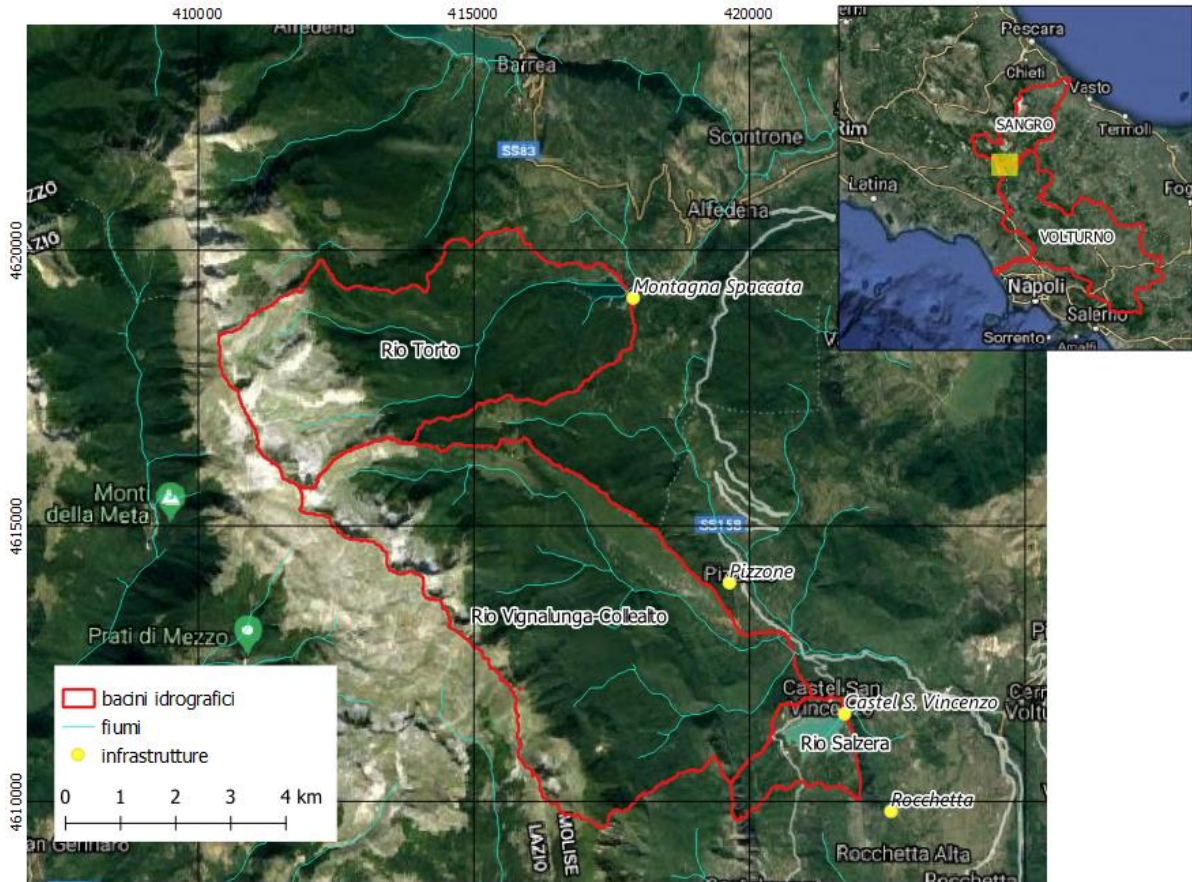 410000
415000
420000
Alfedena
Barrea
Scontrone
SS83
Alfedena
LAZIO
4620000
Montagna Spaccata
Rio Torto
Monti
della Meta
4615000
SS158
Pizzone
Rio Vignalunga-Collealto
Prati di Mezzo
Castel San
Vincenzo
Castel S. Vincenzo
Rio Salzera
bacini idrografici
fiumi
infrastrutture
0 1 2 3 4 km
4610000
Rocchetta
LAZIO
MOLISE
Rocchetta Alta
Rocchetta
Pescara
Chieti
Vasto
SANGRO
Termoli
Latina
VOLTURNO
Napoli
Salerno
Sorrento
Amalfi